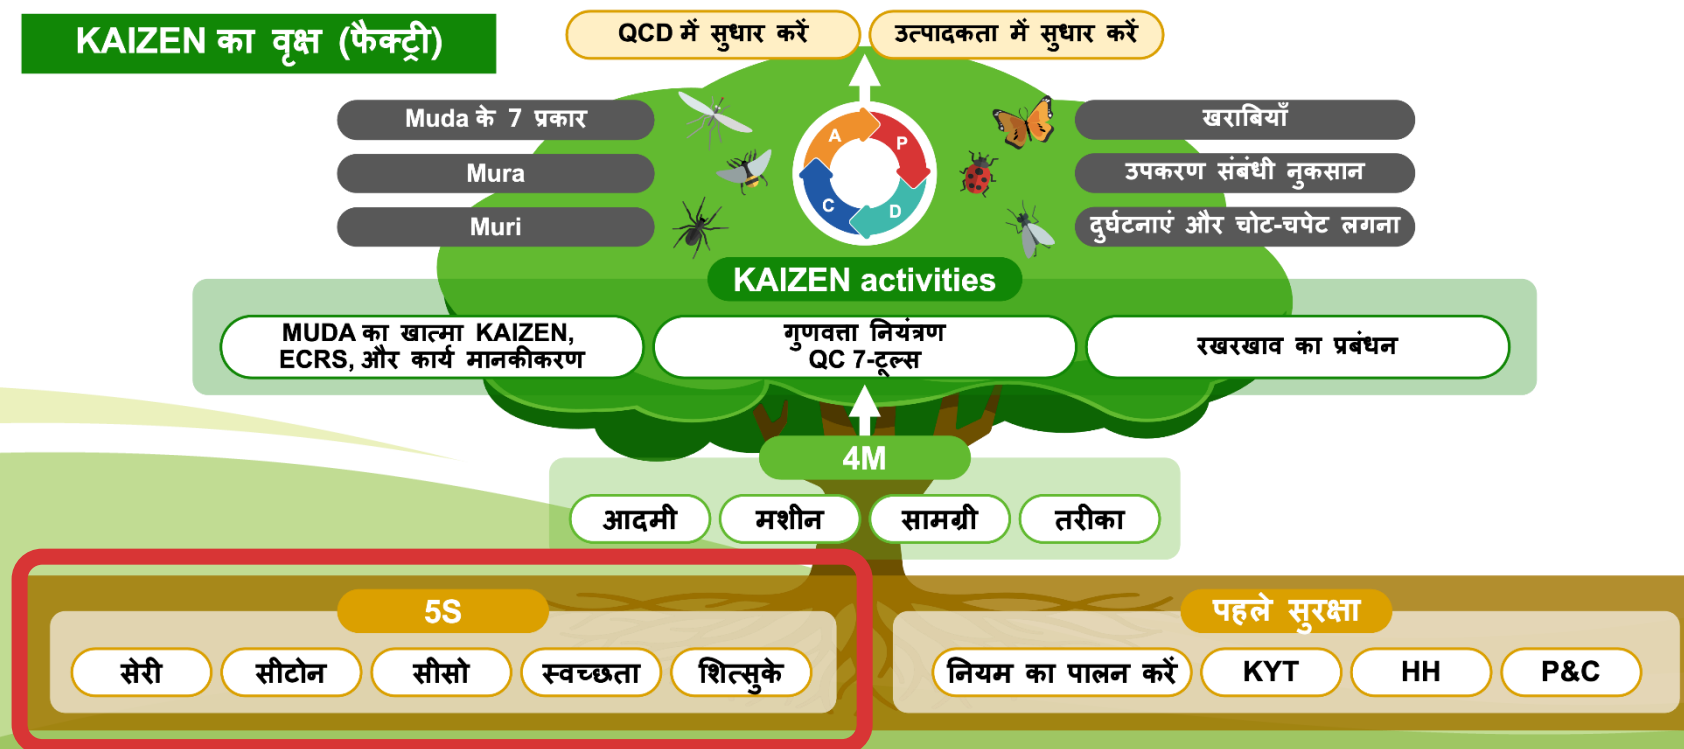 KAIZEN का वृक्ष (फैक्ट्री)
QCD में सुधार करें
उत्पादकता में सुधार करें
Muda के 7 प्रकार
Mura
Muri
खराबियाँ
उपकरण संबंधी नुकसान
दुर्घटनाएं और चोट-चपेट लगना
A
P
C
D
KAIZEN activities
MUDA का खात्मा KAIZEN,
ECRS, और कार्य मानकीकरण
गुणवत्ता नियंत्रण
QC 7-टूल्स
रखरखाव का प्रबंधन
4M
आदमी
मशीन
सामग्री
तरीका
5S
सेरी
सीटोन
सीसो
स्वच्छता
शित्सुके
पहले सुरक्षा
नियम का पालन करें
KYT
HH
P&C